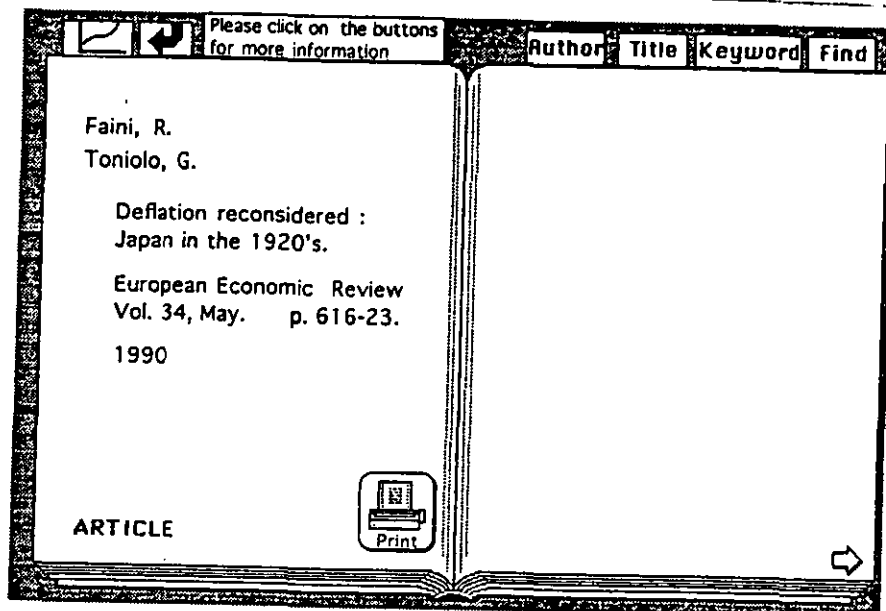 Please click on the buttons
for more information
Author Title Keyword Find
Faini, R.
Toniolo, G.
Deflation reconsidered :
Japan in the 1920's.
European Economic Review
Vol. 34, May. p. 616-23.
1990
ARTICLE
Print